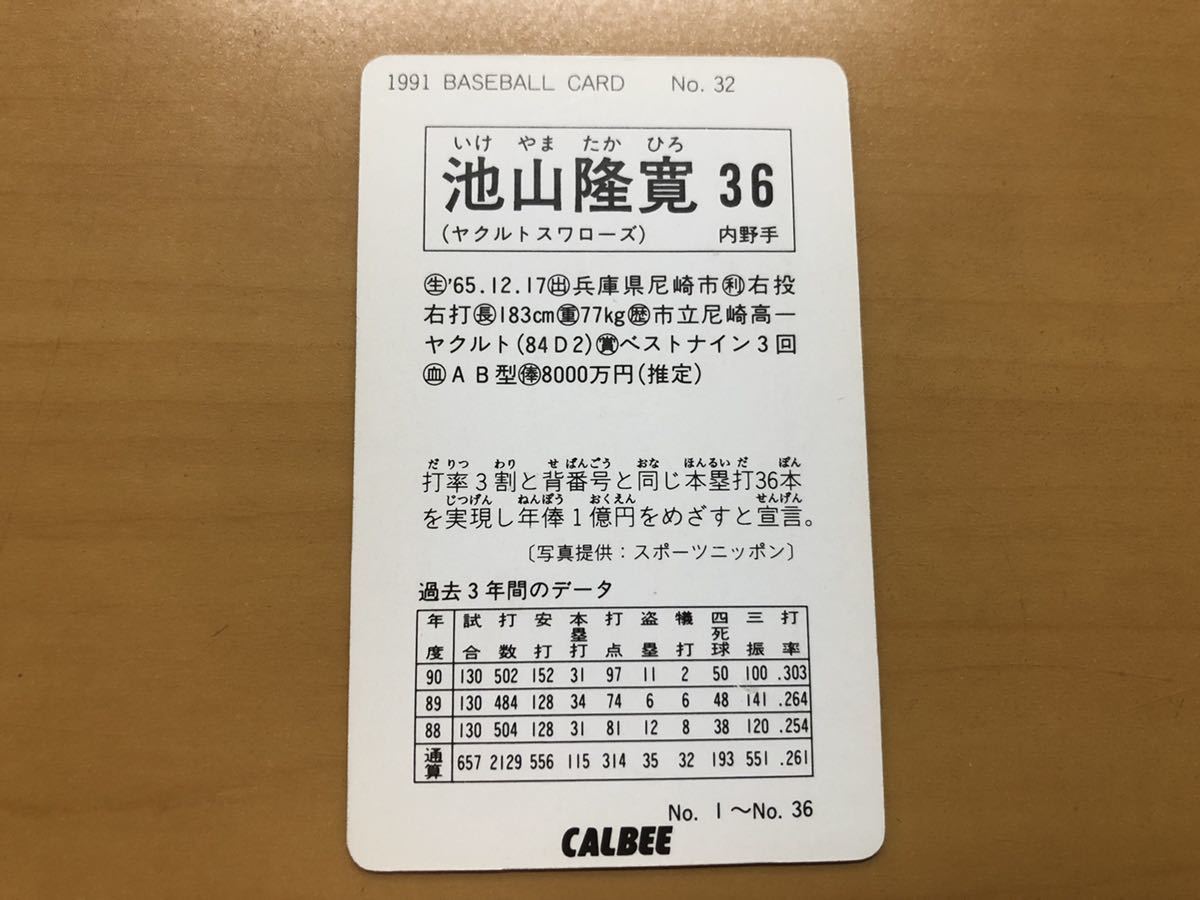 1991 BASEBALL CARD No. 32
いけ やま たか ひろ
池山隆寛 36
(ヤクルトスワローズ) 内野手
㊤'65.12.17㊥兵庫県尼崎市㊨右投
右打㊧183cm㊦77kg歴市立尼崎高ー
ヤクルト(84D2)賞ベストナイン3回
血AB型俸8000万円(推定)
だりつ わり せばんごう おな ほんるいだ ぽん
打率3割と背番号と同じ本塁打36本
じつげん ねんぽう おくえん せんげん
を実現し年俸1億円をめざすと宣言。
〔写真提供：スポーツニッポン〕
過去3年間のデータ
年度 試合 打数 安打 本塁打 打点 盗塁 犠打 四死球 三振 打率
90 130 502 152 31 97 11 2 50 100 .303
89 130 484 128 34 74 6 6 48 141 .264
88 130 504 128 31 81 12 8 38 120 .254
通算 657 2129 556 115 314 35 32 193 551 .261
No. 1〜No. 36
CALBEE